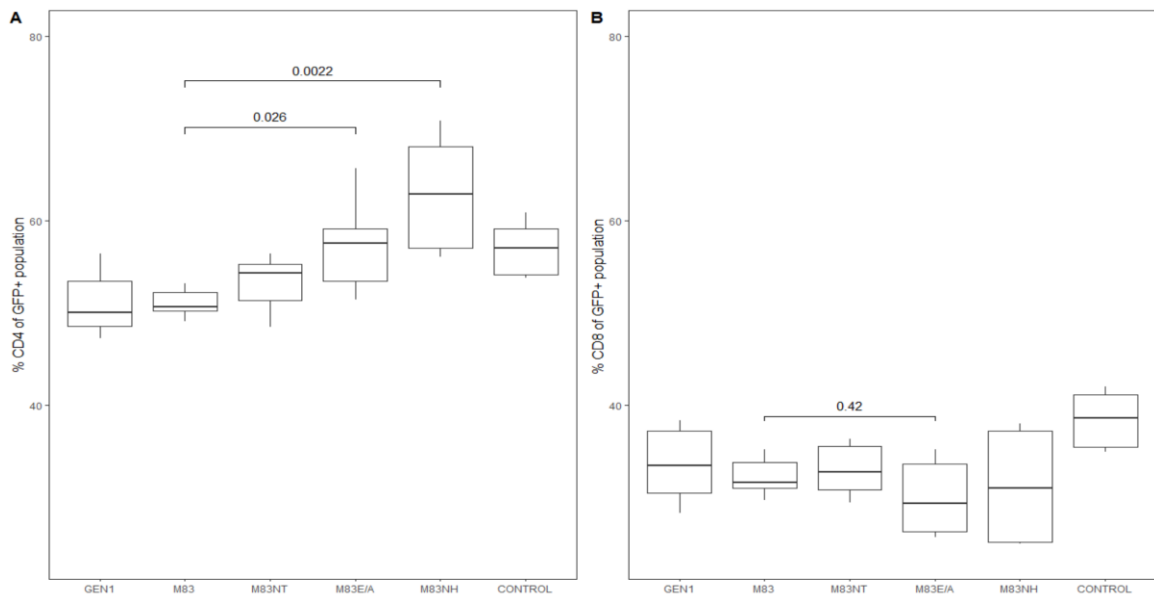 A
% CD4 of GFP+ population
80
60
40
0.0022
0.026
GEN1 M83 M83NT M83E/A M83NH CONTROL
B
% CD8 of GFP+ population
80
60
40
0.42
GEN1 M83 M83NT M83E/A M83NH CONTROL